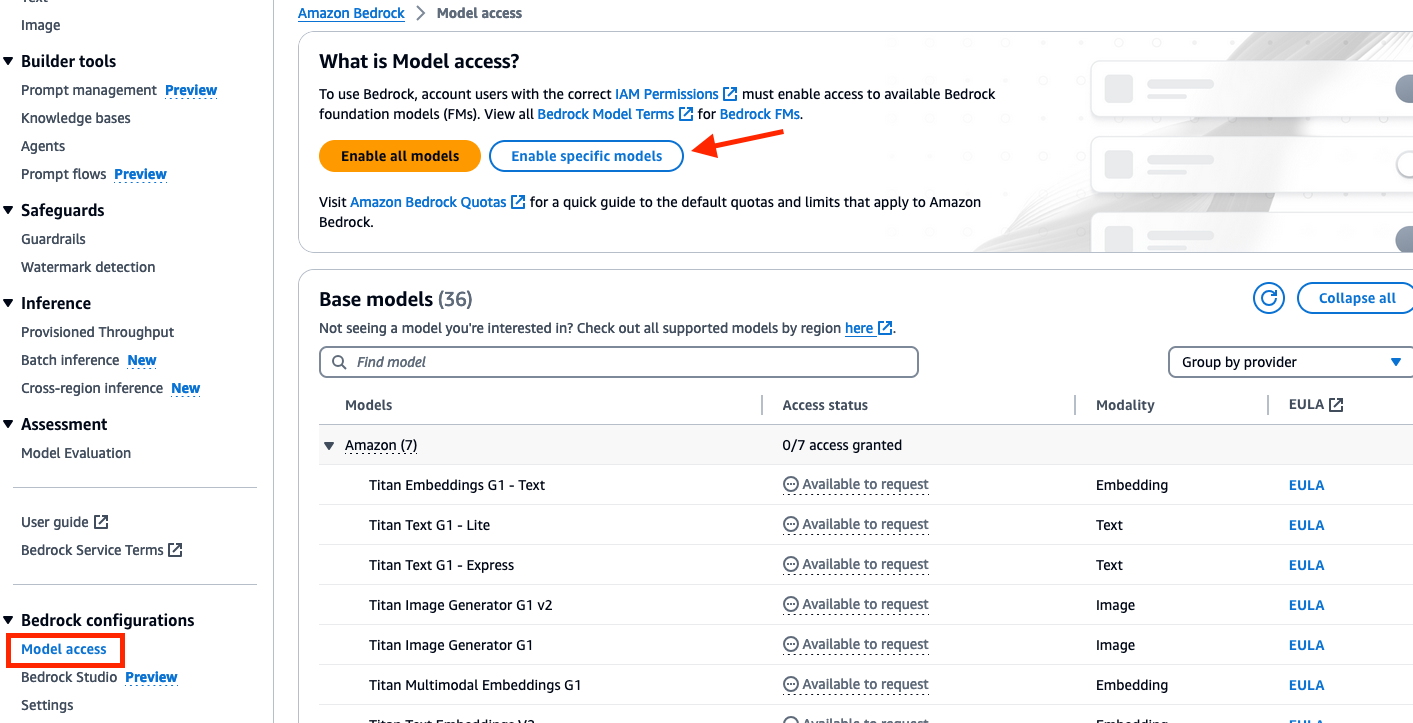 Text
Image
Builder tools
Prompt management Preview
Knowledge bases
Agents
Prompt flows Preview
Safeguards
Guardrails
Watermark detection
Inference
Provisioned Throughput
Batch inference New
Cross-region inference New
Assessment
Model Evaluation
User guide
Bedrock Service Terms
Bedrock configurations
Model access
Bedrock Studio Preview
Settings
Amazon Bedrock > Model access
What is Model access?
To use Bedrock, account users with the correct IAM Permissions must enable access to available Bedrock
foundation models (FMs). View all Bedrock Model Terms for Bedrock FMs.
Enable all models Enable specific models
Visit Amazon Bedrock Quotas for a quick guide to the default quotas and limits that apply to Amazon
Bedrock.
Base models (36)
Collapse all
Not seeing a model you're interested in? Check out all supported models by region here .
Find model
Group by provider
Models Access status Modality EULA
Amazon (7) 0/7 access granted
Titan Embeddings G1 - Text Available to request Embedding EULA
Titan Text G1 - Lite Available to request Text EULA
Titan Text G1 - Express Available to request Text EULA
Titan Image Generator G1 v2 Available to request Image EULA
Titan Image Generator G1 Available to request Image EULA
Titan Multimodal Embeddings G1 Available to request Embedding EULA
Titan Text Embeddings V2 Available to request Embedding EULA